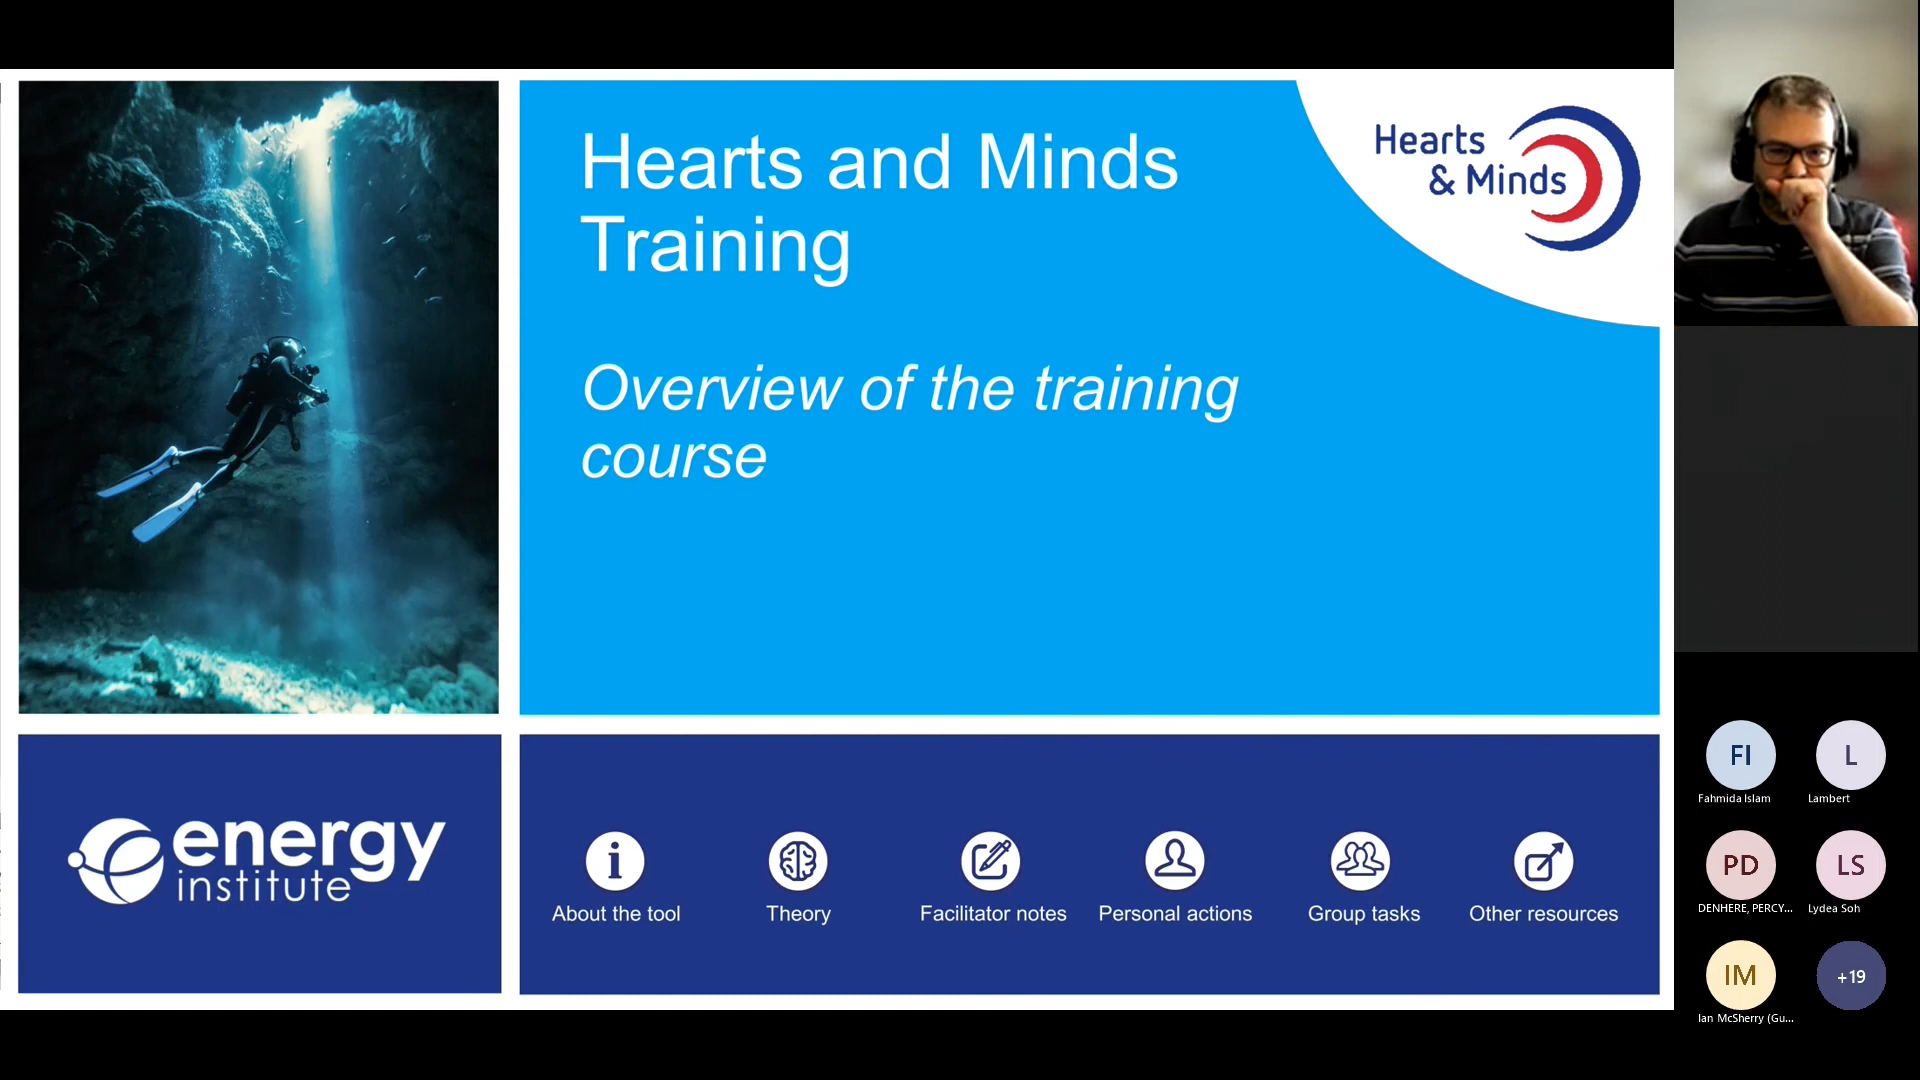 Hearts and Minds
Training
Overview of the training
course
Hearts
& Minds
energy
institute
About the tool
Theory
Facilitator notes
Personal actions
Group tasks
Other resources
FI
Fahmida Islam
L
Lambert
PD
DENHERE, PERCY...
LS
Lydea Soh
IM
Ian McSherry (Gu...
+19